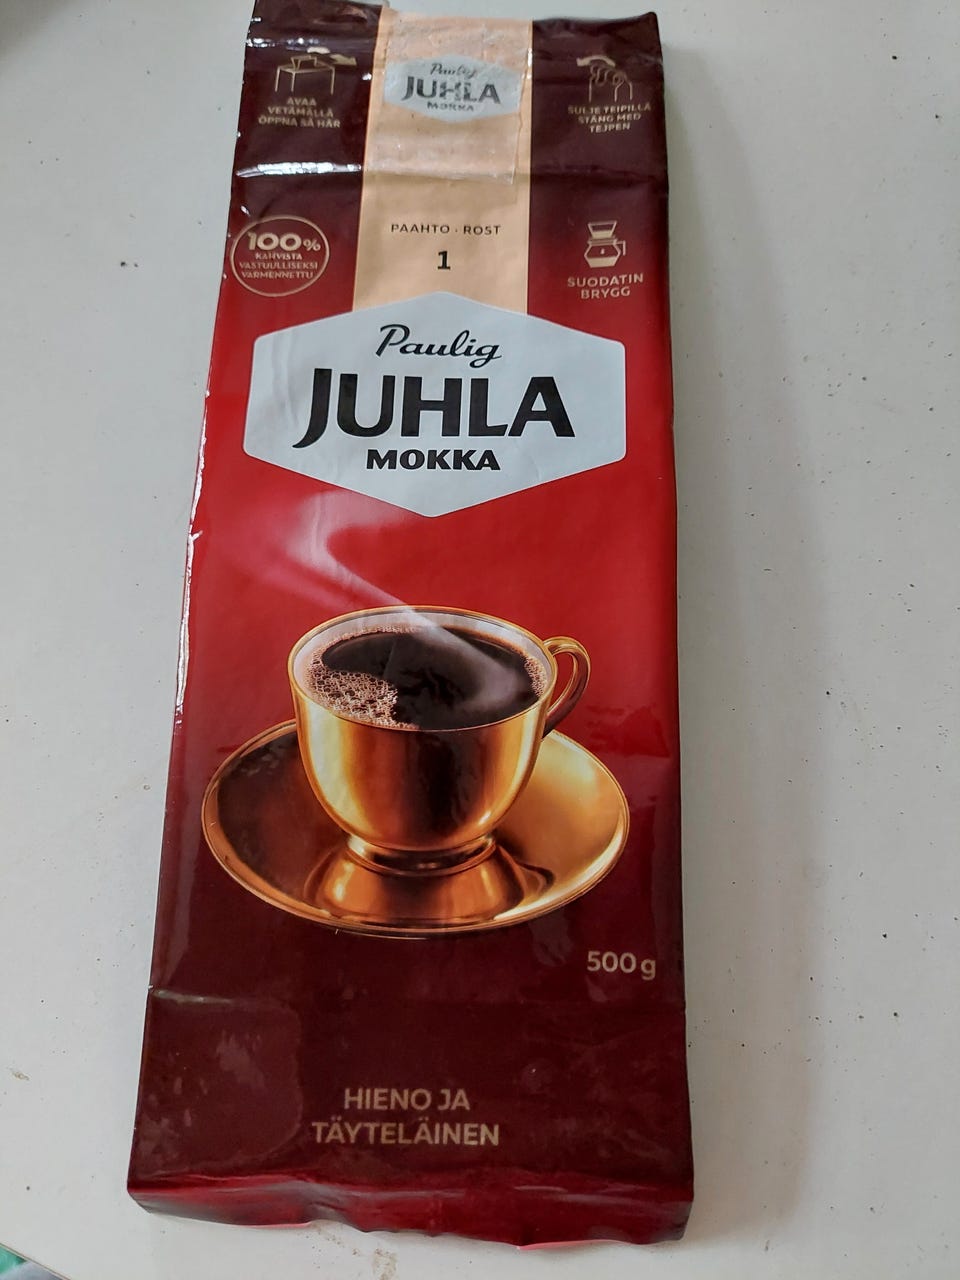 AVAA
VETÄMÄLLÄ
ÖPPNA SÅ HÄR
Paulig
JUHLA
MOKKA
SULJE TEIPILLÄ
STÄNG MED
TEJPEN
100%
KAHVISTA
VASTUULLISEKSI
VARMENNETTU
PAAHTO · ROST
1
SUODATIN
BRYGG
Paulig
JUHLA
MOKKA
500 g
HIENO JA
TÄYTELÄINEN